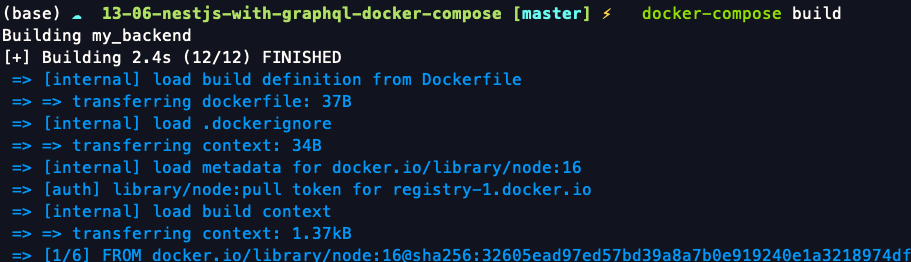 (base) ☁ 13-06-nestjs-with-graphql-docker-compose [master] ⚡ docker-compose build
Building my_backend
[+] Building 2.4s (12/12) FINISHED
=> [internal] load build definition from Dockerfile
=> => transferring dockerfile: 37B
=> [internal] load .dockerignore
=> => transferring context: 34B
=> [internal] load metadata for docker.io/library/node:16
=> [auth] library/node:pull token for registry-1.docker.io
=> [internal] load build context
=> => transferring context: 1.37kB
=> [1/6] FROM docker.io/library/node:16@sha256:32605ead97ed57bd39a8a7b0e919240e1a3218974df